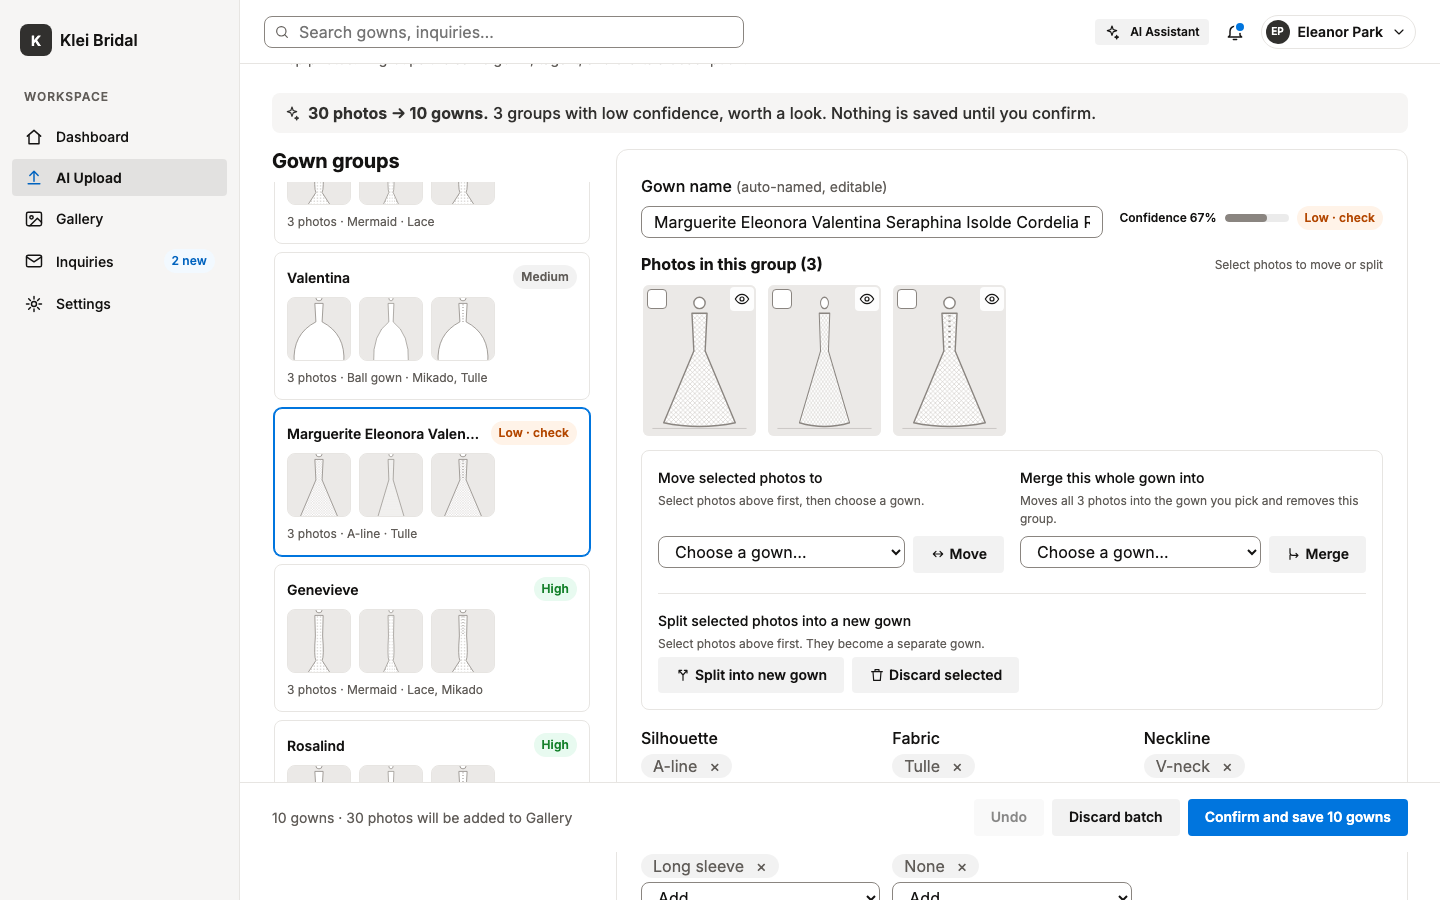 K Klei Bridal
WORKSPACE
Dashboard
AI Upload
Gallery
Inquiries 2 new
Settings
Search gowns, inquiries...
AI Assistant
EP Eleanor Park
30 photos → 10 gowns. 3 groups with low confidence, worth a look. Nothing is saved until you confirm.
Gown groups
3 photos · Mermaid · Lace
Valentina Medium
3 photos · Ball gown · Mikado, Tulle
Marguerite Eleonora Valen... Low · check
3 photos · A-line · Tulle
Genevieve High
3 photos · Mermaid · Lace, Mikado
Rosalind High
Gown name (auto-named, editable)
Marguerite Eleonora Valentina Seraphina Isolde Cordelia
Confidence 67% Low · check
Photos in this group (3) Select photos to move or split
Move selected photos to
Select photos above first, then choose a gown.
Choose a gown... Move
Merge this whole gown into
Moves all 3 photos into the gown you pick and removes this
group.
Choose a gown... Merge
Split selected photos into a new gown
Select photos above first. They become a separate gown.
Split into new gown Discard selected
Silhouette Fabric Neckline
A-line × Tulle × V-neck ×
10 gowns · 30 photos will be added to Gallery Undo Discard batch Confirm and save 10 gowns
Long sleeve × None ×
Add Add